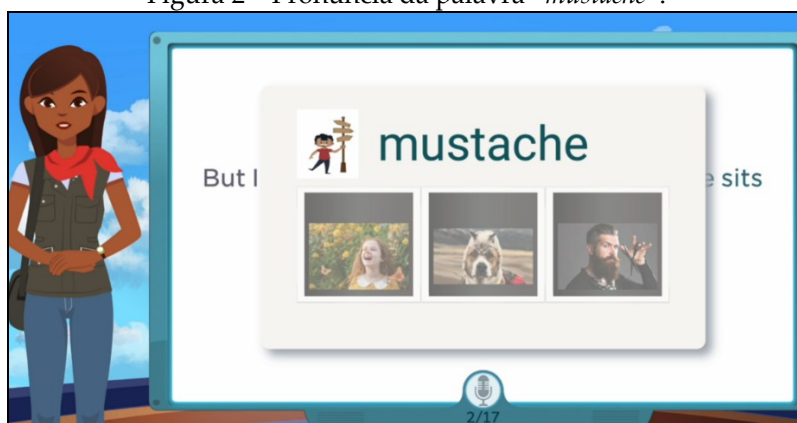 Figura 2 – Pronúncia da palavra "mustache".
mustache
But I
e sits
2/17